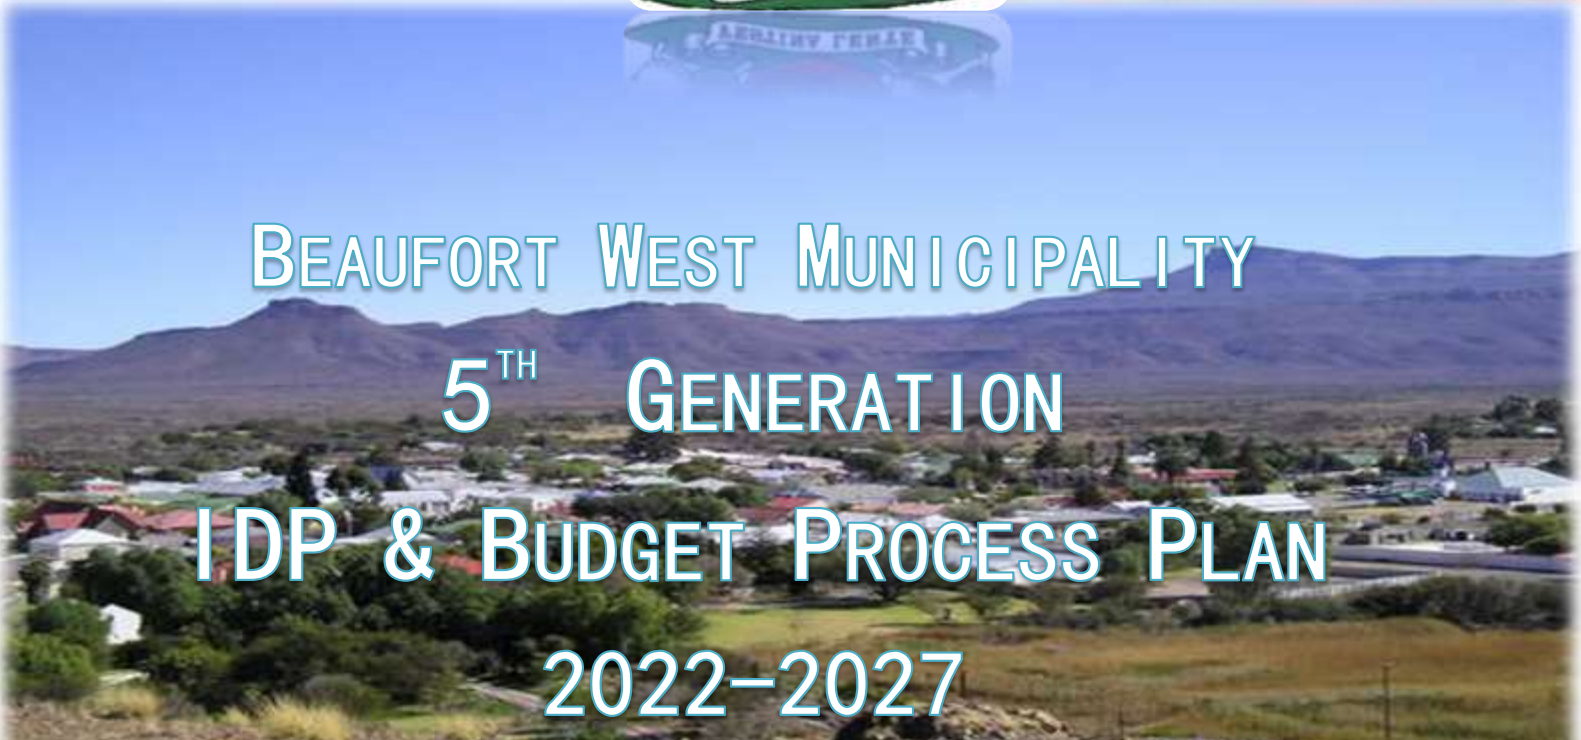 BEAUFORT WEST MUNICIPALITY
5TH GENERATION
IDP & BUDGET PROCESS PLAN
2022-2027